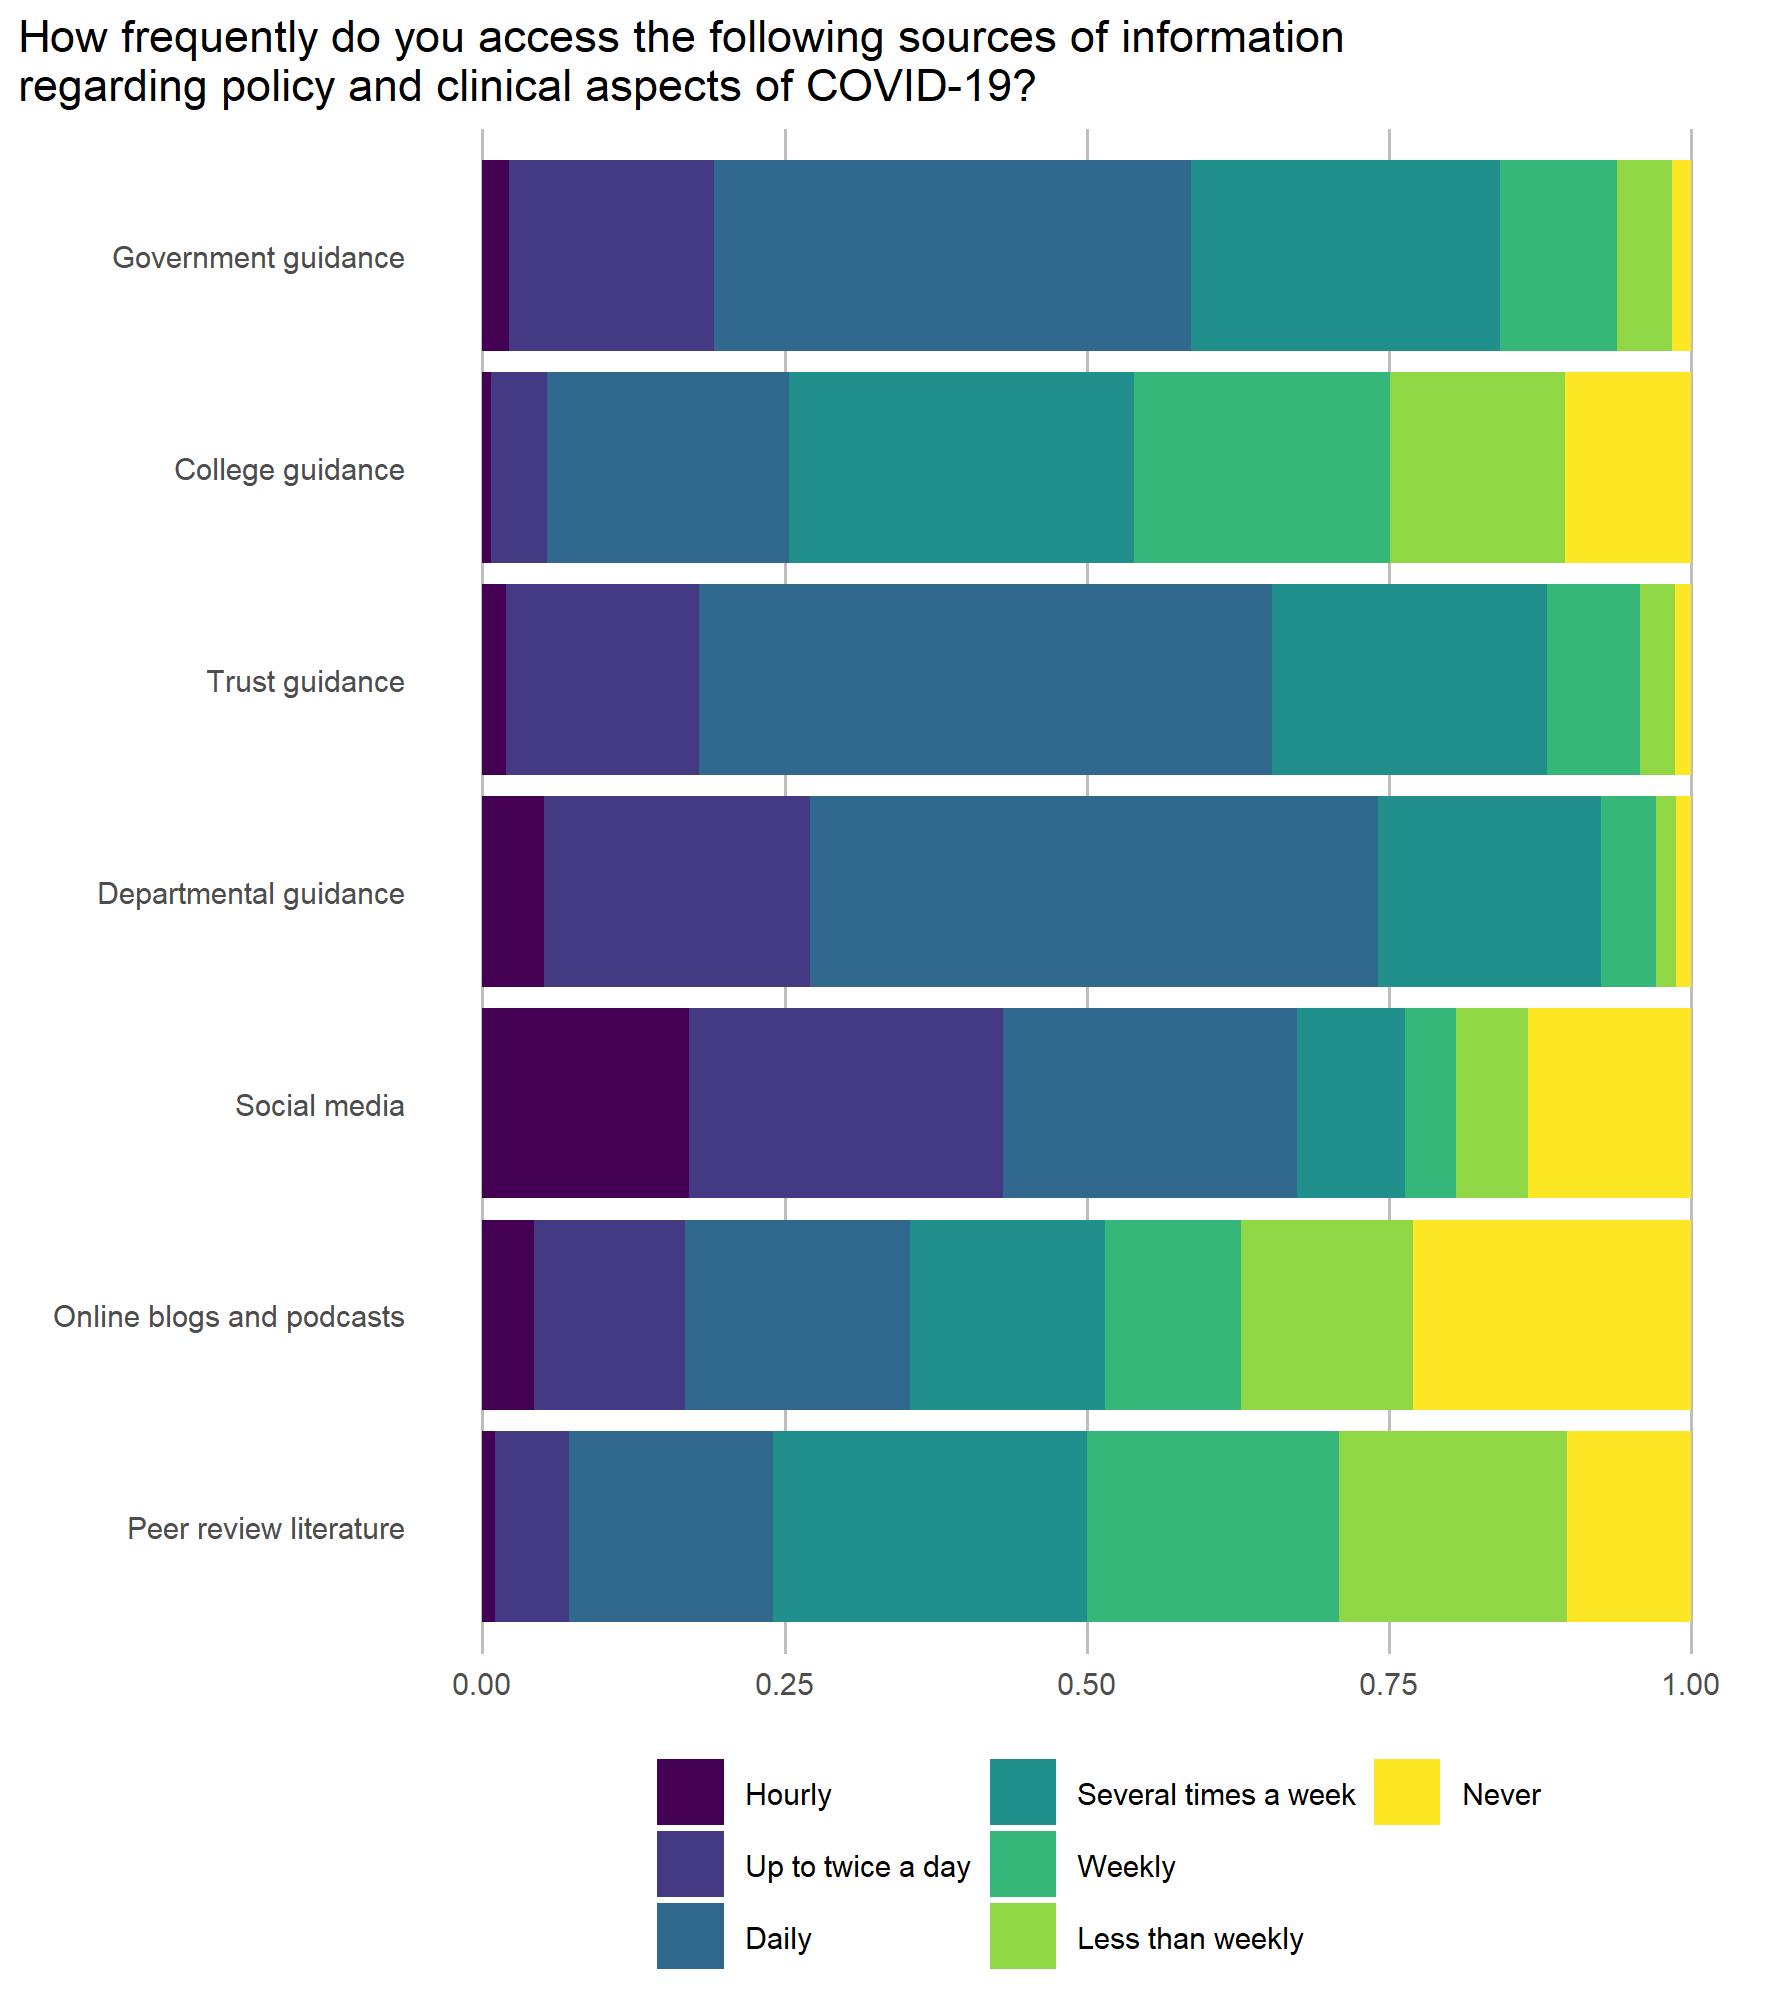 How frequently do you access the following sources of information
regarding policy and clinical aspects of COVID-19?
Government guidance
College guidance
Trust guidance
Departmental guidance
Social media
Online blogs and podcasts
Peer review literature
0.00 0.25 0.50 0.75 1.00
Hourly Several times a week Never
Up to twice a day Weekly
Daily Less than weekly